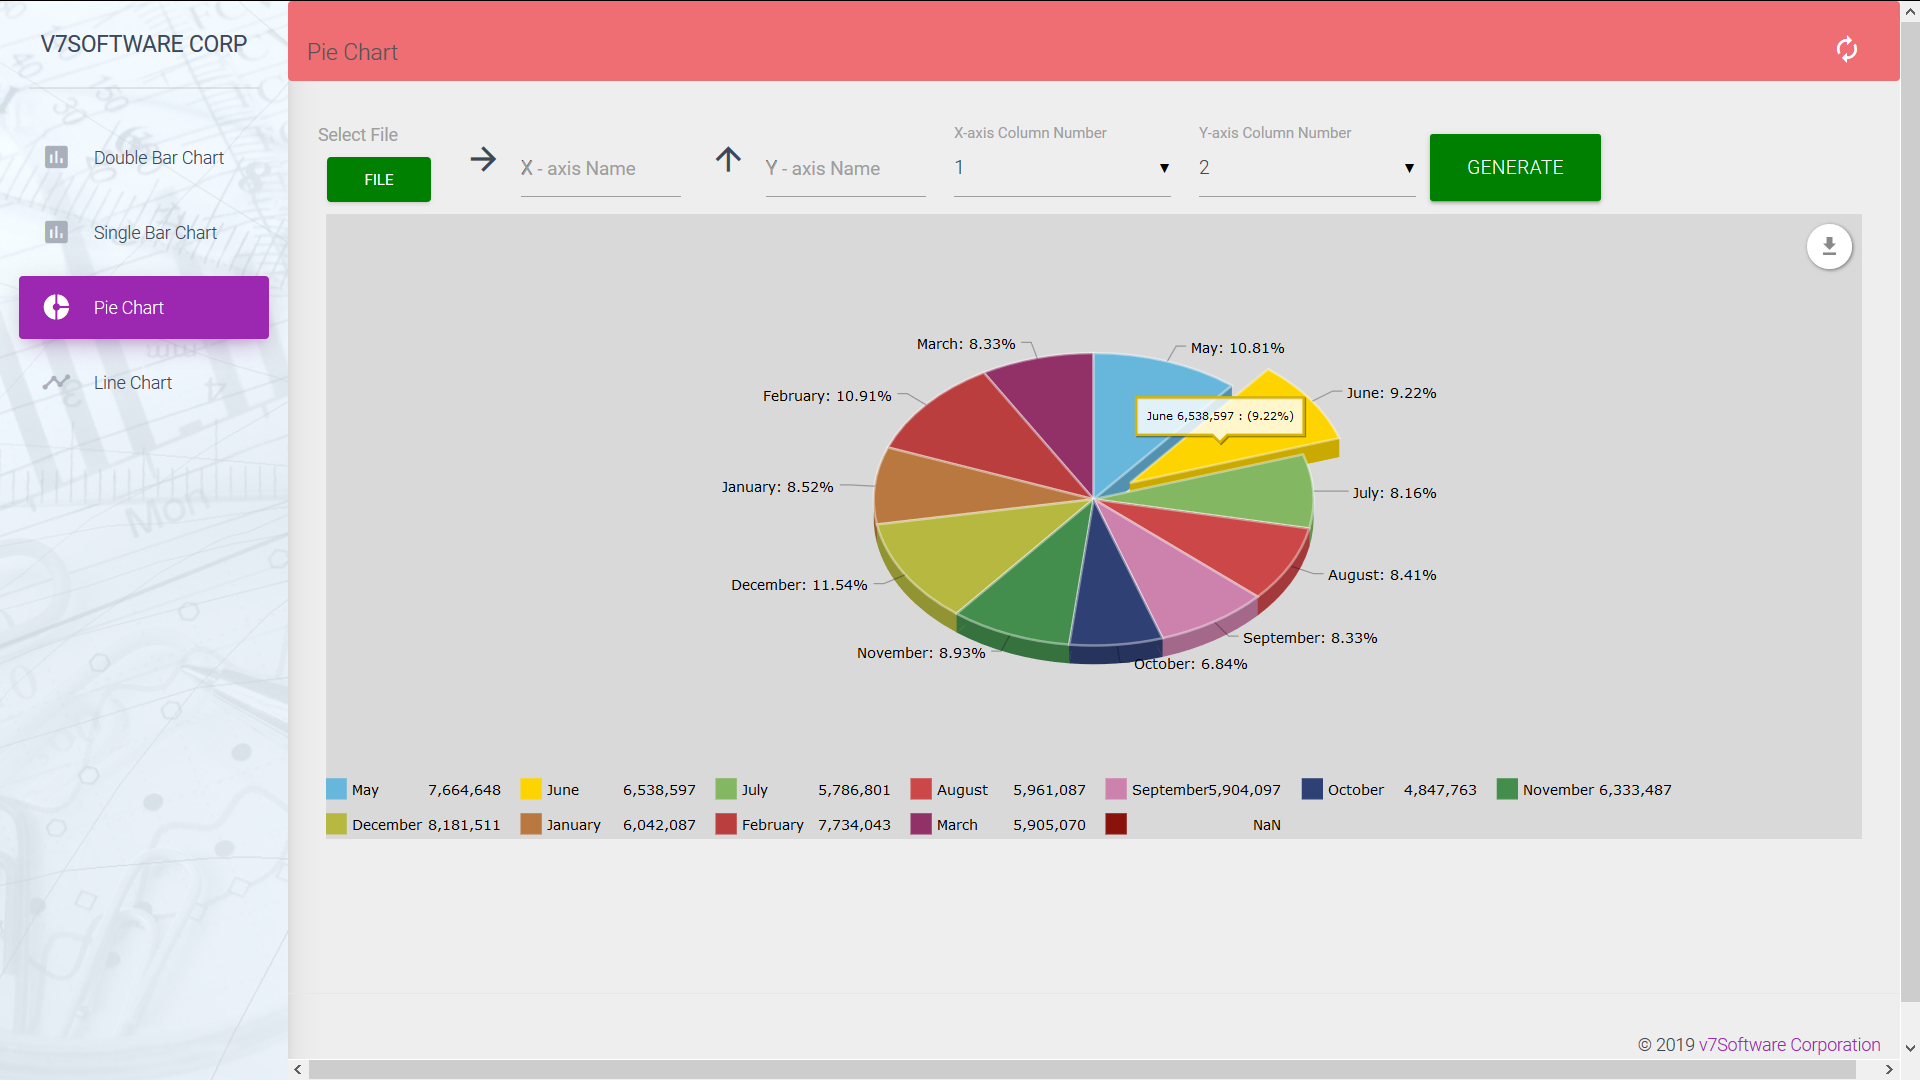 V7SOFTWARE CORP
Double Bar Chart
Single Bar Chart
Pie Chart
Line Chart
Pie Chart
Select File
FILE
X - axis Name
Y - axis Name
X-axis Column Number
1
Y-axis Column Number
2
GENERATE
March: 8.33%
May: 10.81%
February: 10.91%
June: 9.22%
June 6,538,597 : (9.22%)
January: 8.52%
July: 8.16%
December: 11.54%
August: 8.41%
November: 8.93%
September: 8.33%
October: 6.84%
May 7,664,648 June 6,538,597 July 5,786,801 August 5,961,087 September 5,904,097 October 4,847,763 November 6,333,487
December 8,181,511 January 6,042,087 February 7,734,043 March 5,905,070 NaN
Mon
© 2019 v7Software Corporation